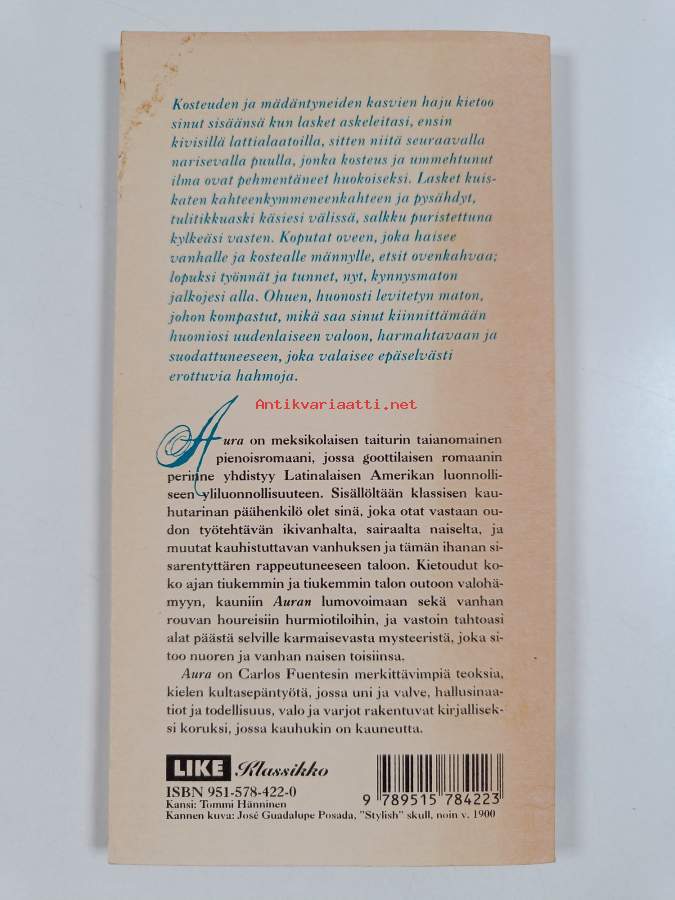 Kosteuden ja mädäntyneiden kasvien haju kietoo
sinut sisäänsä kun lasket askeleitasi, ensin
kivisillä lattialaatoilla, sitten niitä seuraavalla
narisevalla puulla, jonka kosteus ja ummehtunut
ilma ovat pehmentäneet huokoiseksi. Lasket kuis-
katen kahteenkymmeneenkahteen ja pysähdyt,
tulitikkuaski käsiesi välissä, salkku puristettuna
kylkeäsi vasten. Koputat oveen, joka haisee
vanhalle ja kostealle männylle, etsit ovenkahvaa;
lopuksi työnnät ja tunnet, nyt, kynnysmaton
jalkojesi alla. Ohuen, huonosti levitetyn maton,
johon kompastut, mikä saa sinut kiinnittämään
huomiosi uudenlaiseen valoon, harmahtavaan ja
suodattuneeseen, joka valaisee epäselvästi
erottuvia hahmoja.
Antikvariaatti.net
Aura on meksikolaisen taiturin taianomainen
pienoisromaani, jossa goottilaisen romaanin
perinne yhdistyy Latinalaisen Amerikan luonnolli-
seen yliluonnollisuuteen. Sisällöltään klassisen kau-
hutarinan päähenkilö olet sinä, joka otat vastaan ou-
don työtehtävän ikivanhalta, sairaalta naiselta, ja
muutat kauhistuttavan vanhuksen ja tämän ihanan si-
sarentyttären rappeutuneeseen taloon. Kietoudut ko-
ko ajan tiukemmin ja tiukemmin talon outoon valohä-
myyn, kauniin Auran lumovoimaan sekä vanhan
rouvan houreisiin hurmiotiloihin, ja vastoin tahtoasi
alat päästä selville karmaisevasta mysteeristä, joka si-
too nuoren ja vanhan naisen toisiinsa.
Aura on Carlos Fuentesin merkittävimpiä teoksia,
kielen kultasepäntyötä, jossa uni ja valve, hallusinaa-
tiot ja todellisuus, valo ja varjot rakentuvat kirjallisek-
si koruksi, jossa kauhukin on kauneutta.
LIKE Klassikko
ISBN 951-578-422-0
Kansi: Tommi Hänninen
9 789515 784223
Kannen kuva: José Guadalupe Posada, "Stylish" skull, noin v. 1900